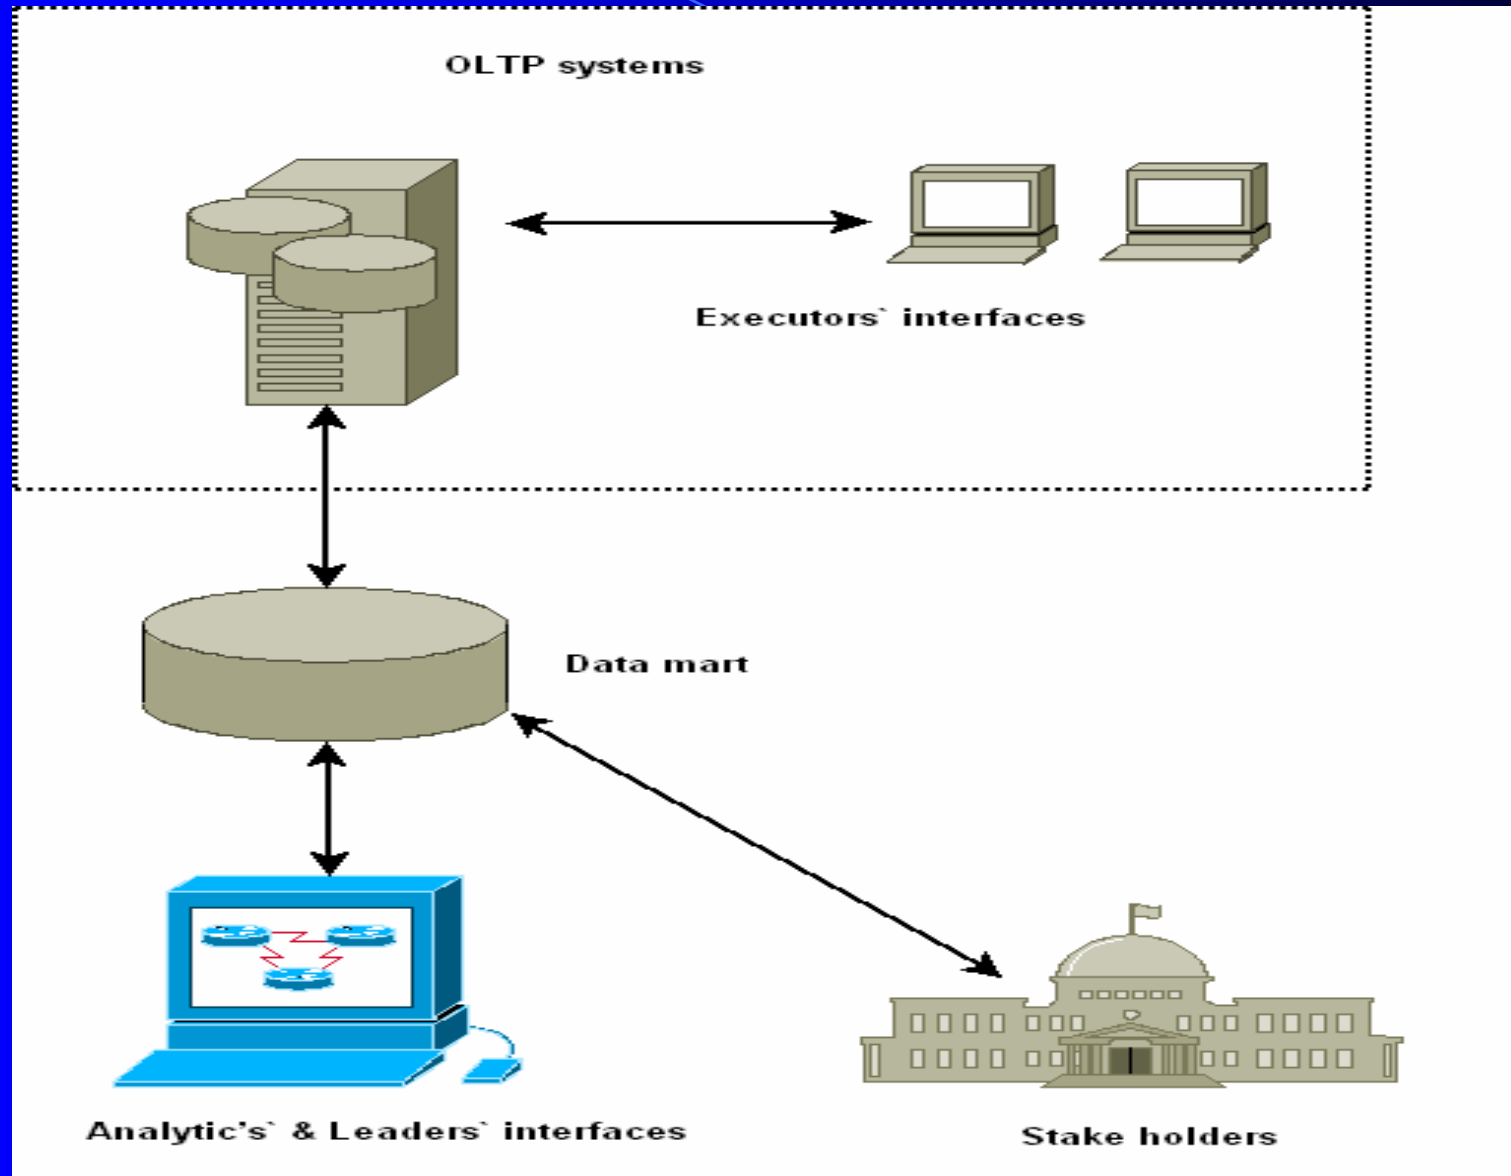 OLTP systems
Executors` interfaces
Data mart
Analytic's` & Leaders` interfaces
Stake holders